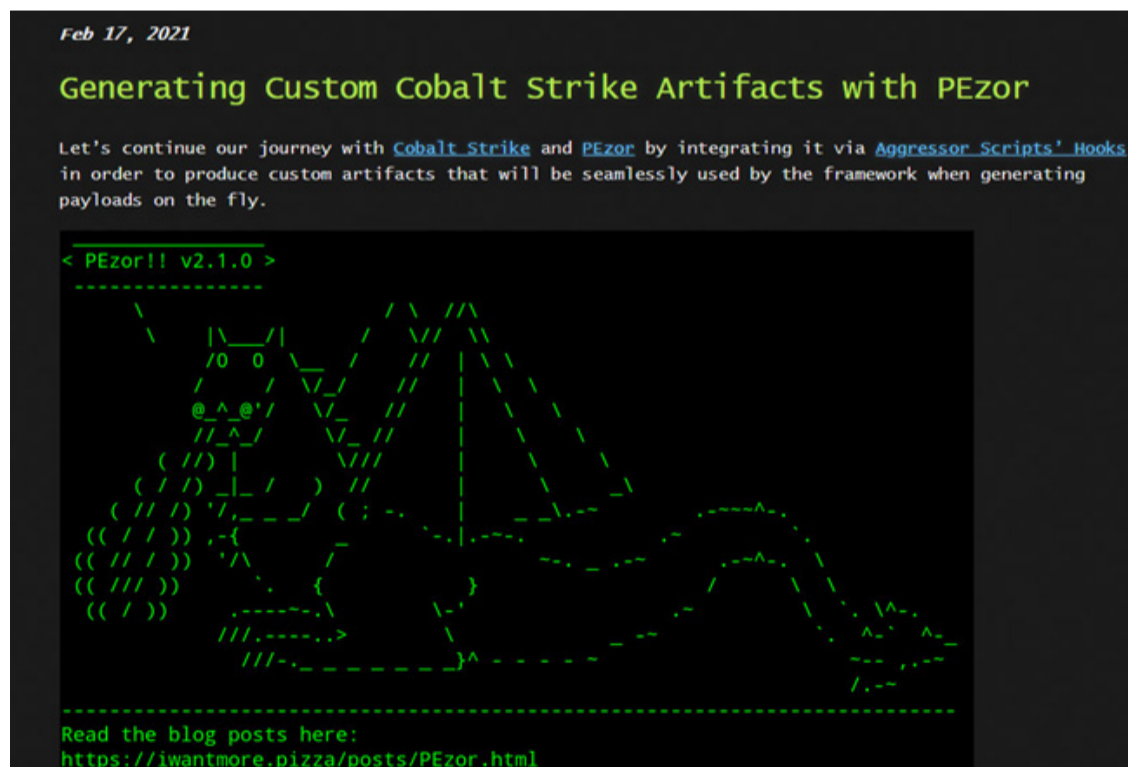 Feb 17, 2021
Generating Custom Cobalt Strike Artifacts with PEzor
Let's continue our journey with Cobalt Strike and PEzor by integrating it via Aggressor Scripts' Hooks
in order to produce custom artifacts that will be seamlessly used by the framework when generating
payloads on the fly.
< PEzor!! v2.1.0 >
Read the blog posts here:
https://iwantmore.pizza/posts/PEzor.html